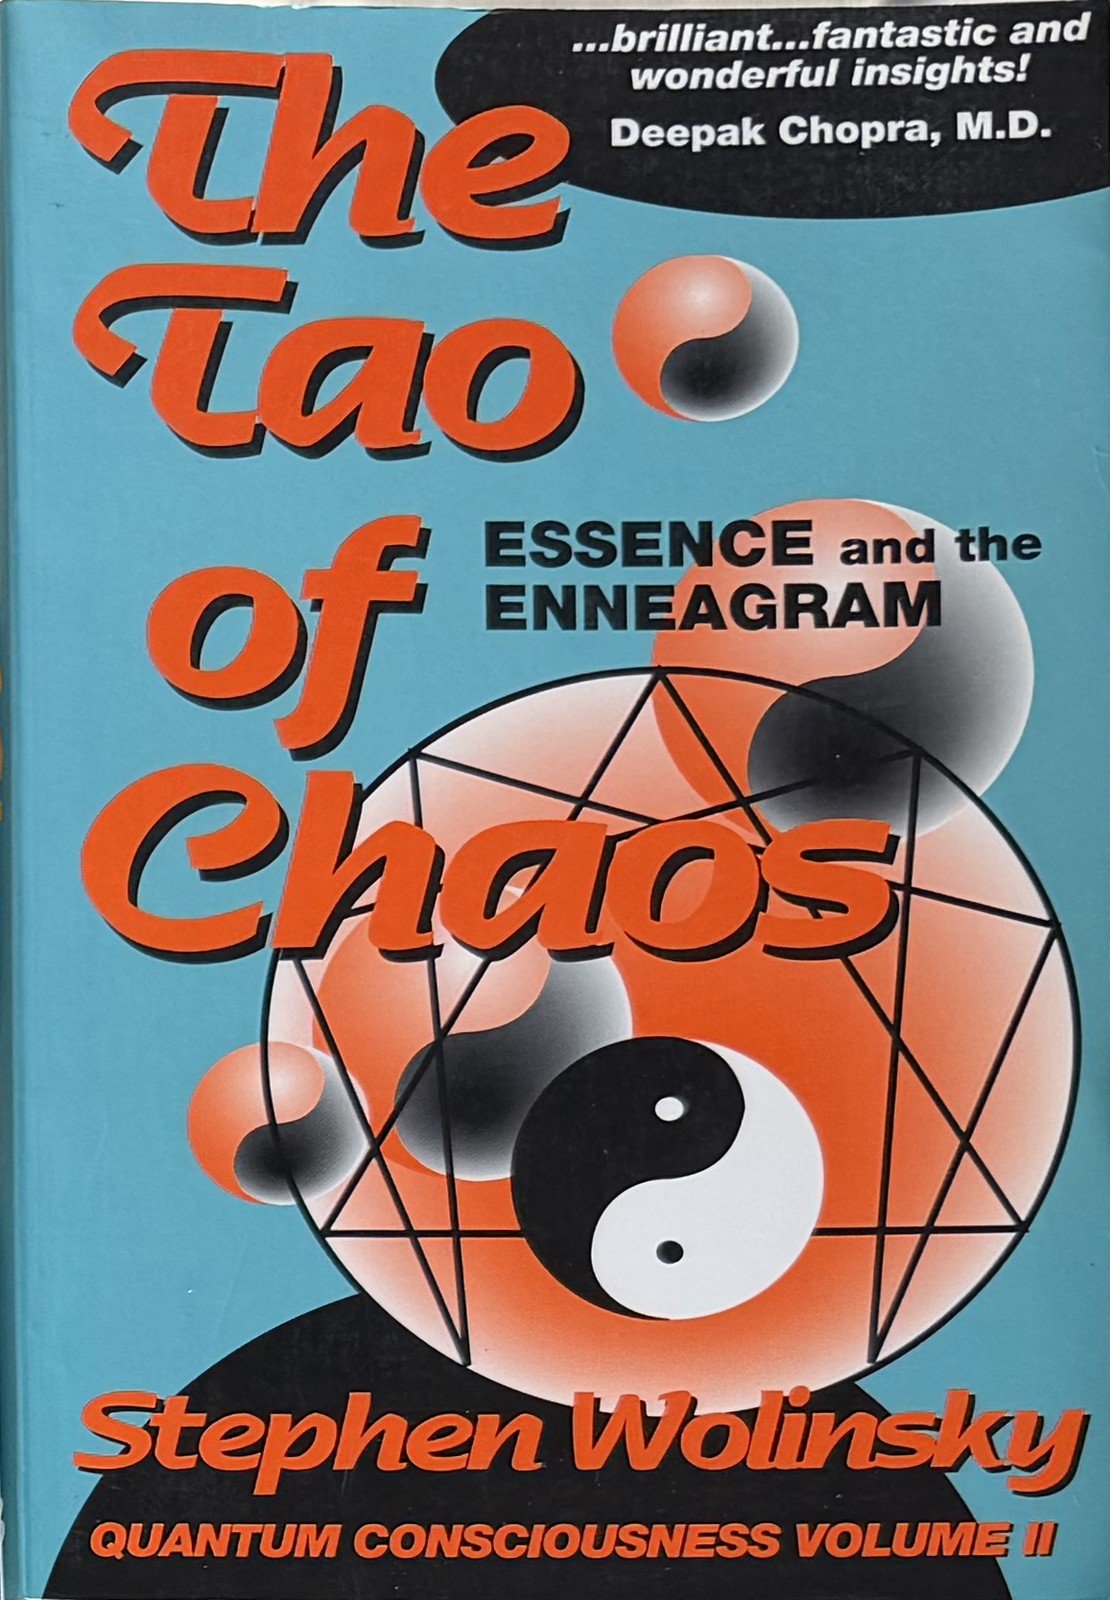 ...brilliant...fantastic and
wonderful insights!
Deepak Chopra, M.D.
The
Tao
of
Chaos
ESSENCE and the
ENNEAGRAM
Stephen Wolinsky
QUANTUM CONSCIOUSNESS VOLUME II